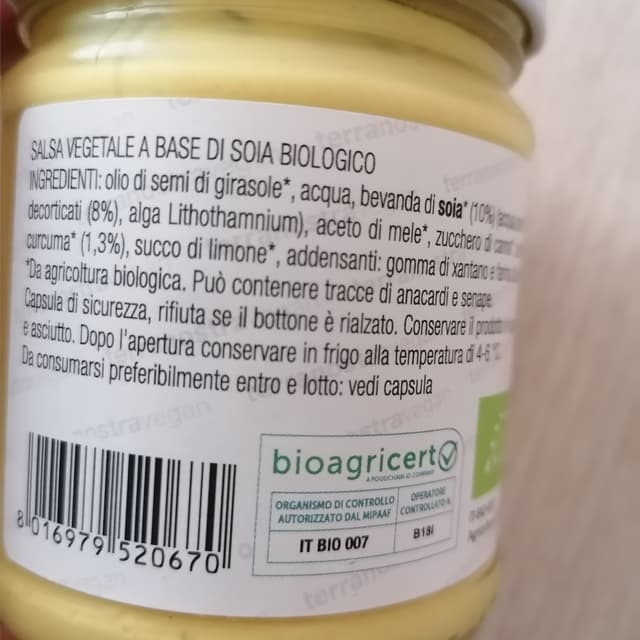 SALSA VEGETALE A BASE DI SOIA BIOLOGICO
INGREDIENTI: olio di semi di girasole*, acqua, bevanda di soia* (10%)
decorticati (8%), alga Lithothamnium), aceto di mele*, zucchero di
curcuma* (1,3%), succo di limone*, addensanti: gomma di xantano e
*Da agricoltura biologica. Può contenere tracce di anacardi e senape.
Capsula di sicurezza, rifiuta se il bottone è rialzato. Conservare il
e asciutto. Dopo l'apertura conservare in frigo alla temperatura di 4-6 °C
Da consumarsi preferibilmente entro e lotto: vedi capsula
bioagricert
A FOODCHAIN ID COMPANY
ORGANISMO DI CONTROLLO
AUTORIZZATO DAL MIPAAF
OPERATORE
CONTROLLATO N.
IT BIO 007
B18I
8 016979 520670